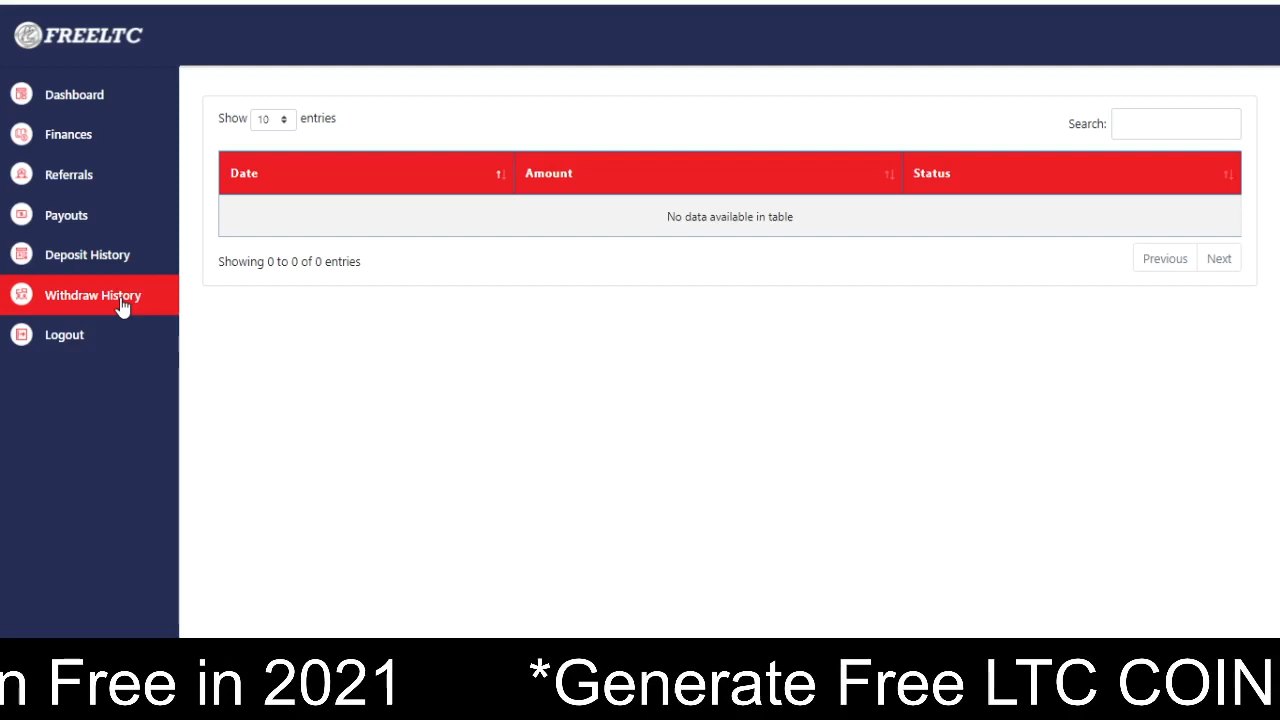 FREELTC
Dashboard
Finances
Referrals
Payouts
Deposit History
Withdraw History
Logout
Show 10 entries
Search:
Date Amount Status
No data available in table
Showing 0 to 0 of 0 entries
Previous Next
n Free in 2021 *Generate Free LTC COIN